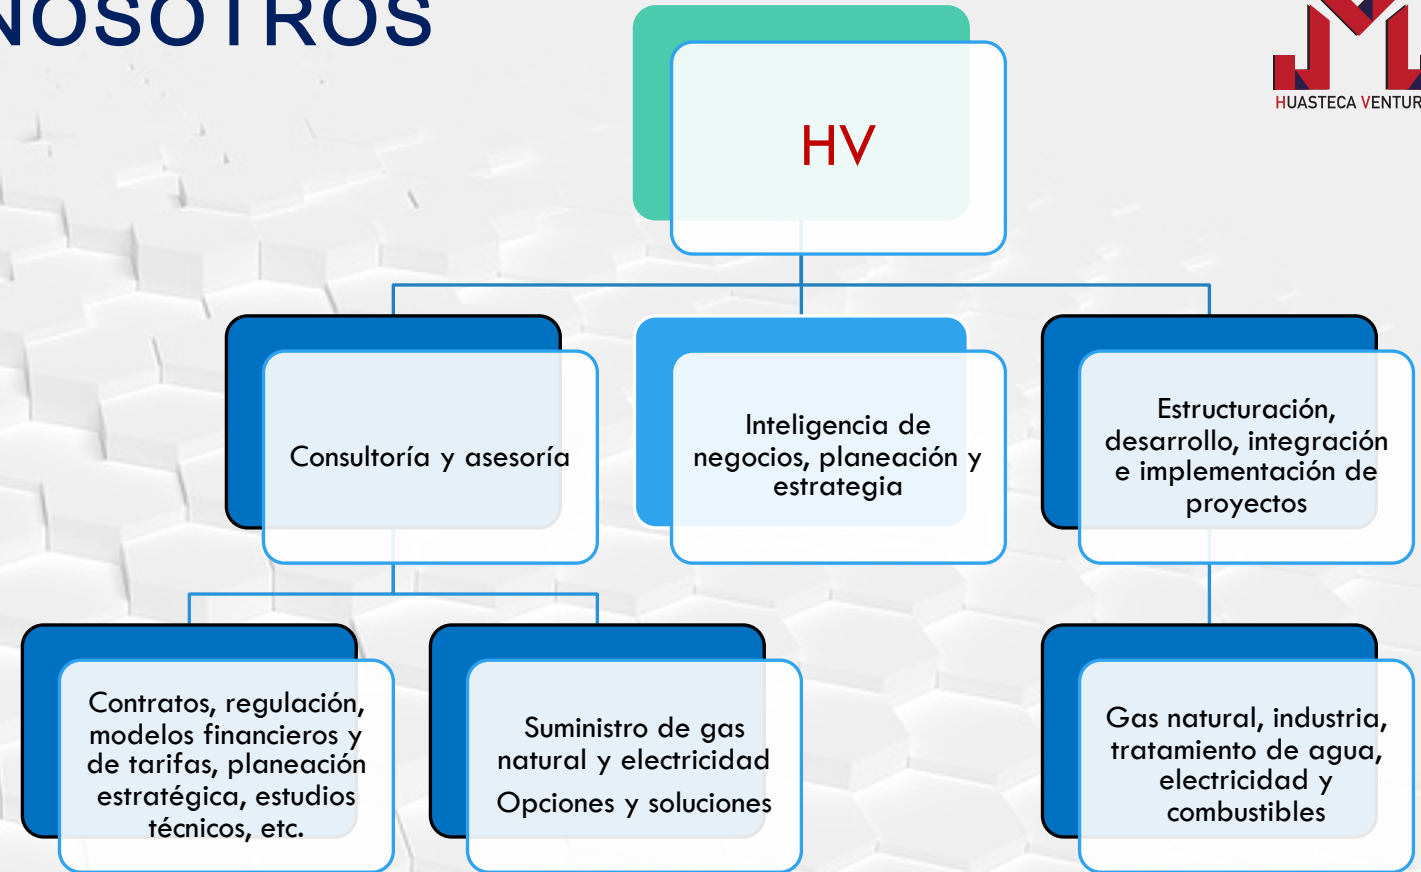 NOSOTROS
HUASTECA VENTUR
HV
Consultoría y asesoría
Inteligencia de
negocios, planeación y
estrategia
Estructuración,
desarrollo, integración
e implementación de
proyectos
Contratos, regulación,
modelos financieros y
de tarifas, planeación
estratégica, estudios
técnicos, etc.
Suministro de gas
natural y electricidad
Opciones y soluciones
Gas natural, industria,
tratamiento de agua,
electricidad y
combustibles